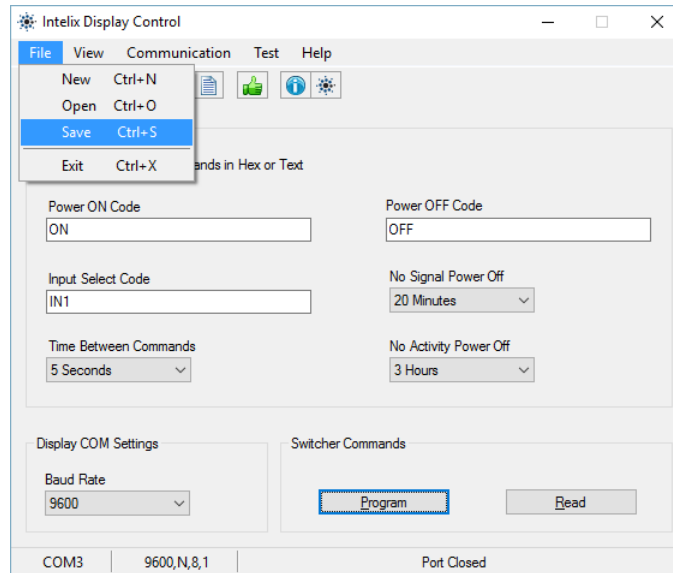 Intelix Display Control
File View Communication Test Help
New Ctrl+N
Open Ctrl+O
Save Ctrl+S
Exit Ctrl+X
ands in Hex or Text
Power ON Code
Power OFF Code
ON
OFF
Input Select Code
No Signal Power Off
IN1
20 Minutes
Time Between Commands
No Activity Power Off
5 Seconds
3 Hours
Display COM Settings
Switcher Commands
Baud Rate
9600
Program
Read
COM3
9600,N,8,1
Port Closed